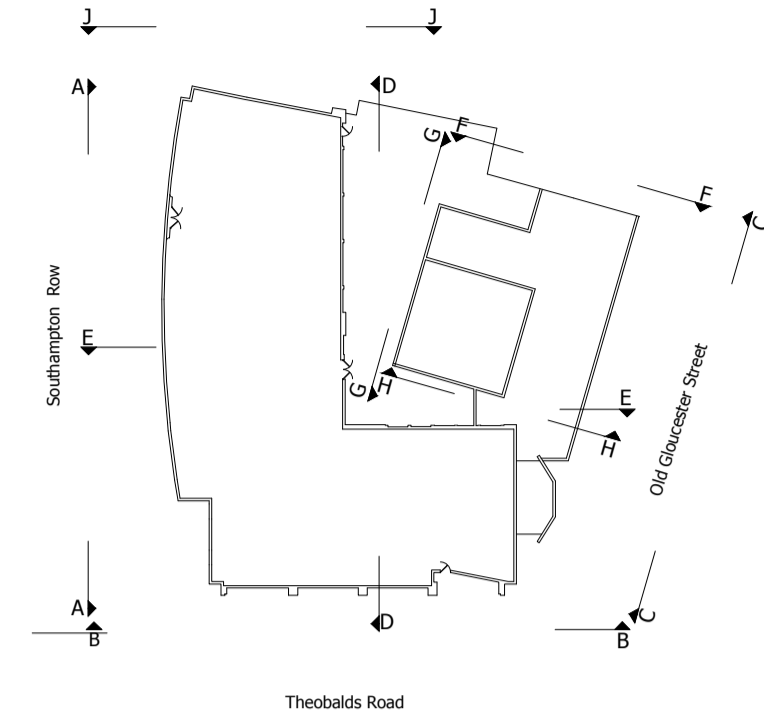 J J
A D
G F
F
C
Southampton Row
E
G H
E
H
Old Gloucester Street
A D C
B B
Theobalds Road